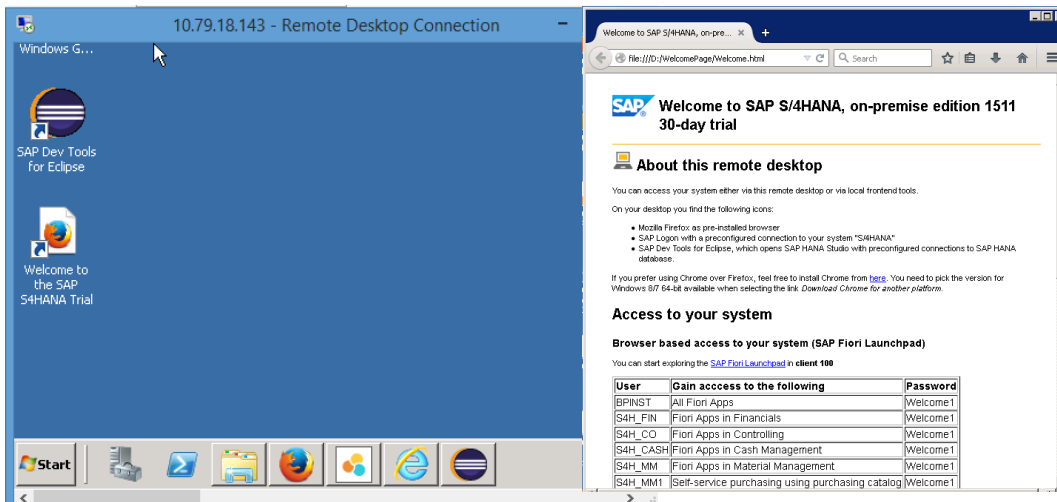 10.79.18.143 - Remote Desktop Connection
Windows G...
SAP Dev Tools
for Eclipse
Welcome to
the SAP
S4HANA Trial
Start
Welcome to SAP S/4HANA, on-pre...
file:///D:/WelcomePage/Welcome.html
Search
SAP Welcome to SAP S/4HANA, on-premise edition 1511
30-day trial
About this remote desktop
You can access your system either via this remote desktop or via local frontend tools.
On your desktop you find the following icons:
• Mozilla Firefox as pre-installed browser
• SAP Logon with a preconfigured connection to your system "S/4HANA"
• SAP Dev Tools for Eclipse, which opens SAP HANA Studio with preconfigured connections to SAP HANA
database.
If you prefer using Chrome over Firefox, feel free to install Chrome from here. You need to pick the version for
Windows 8/7 64-bit available when selecting the link Download Chrome for another platform.
Access to your system
Browser based access to your system (SAP Fiori Launchpad)
You can start exploring the SAP Fiori Launchpad in client 100
User Gain acccess to the following Password
BPINST All Fiori Apps Welcome1
S4H_FIN Fiori Apps in Financials Welcome1
S4H_CO Fiori Apps in Controlling Welcome1
S4H_CASH Fiori Apps in Cash Management Welcome1
S4H_MM Fiori Apps in Material Management Welcome1
S4H_MM1 Self-service purchasing using purchasing catalog Welcome1